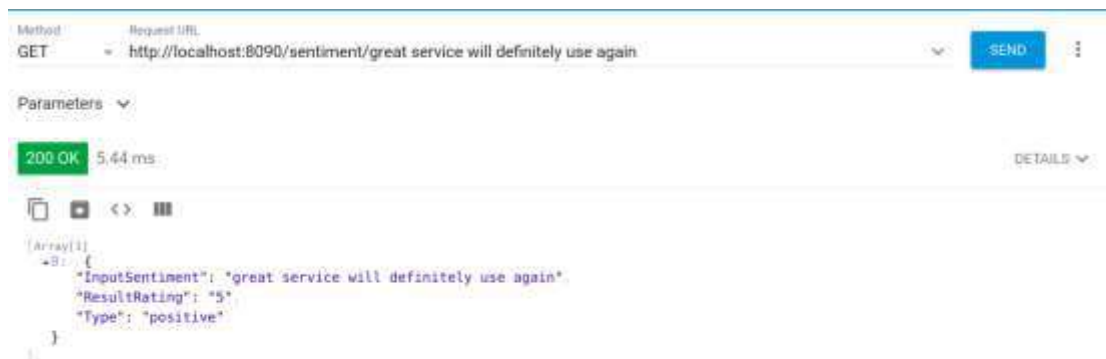 Method Request URL
GET http://localhost:8090/sentiment/great service will definitely use again SEND
Parameters
200 OK 5.44 ms DETAILS
<>
[Array[1]
0: {
"InputSentiment": "great service will definitely use again"
"ResultRating": "5"
"Type": "positive"
}
]